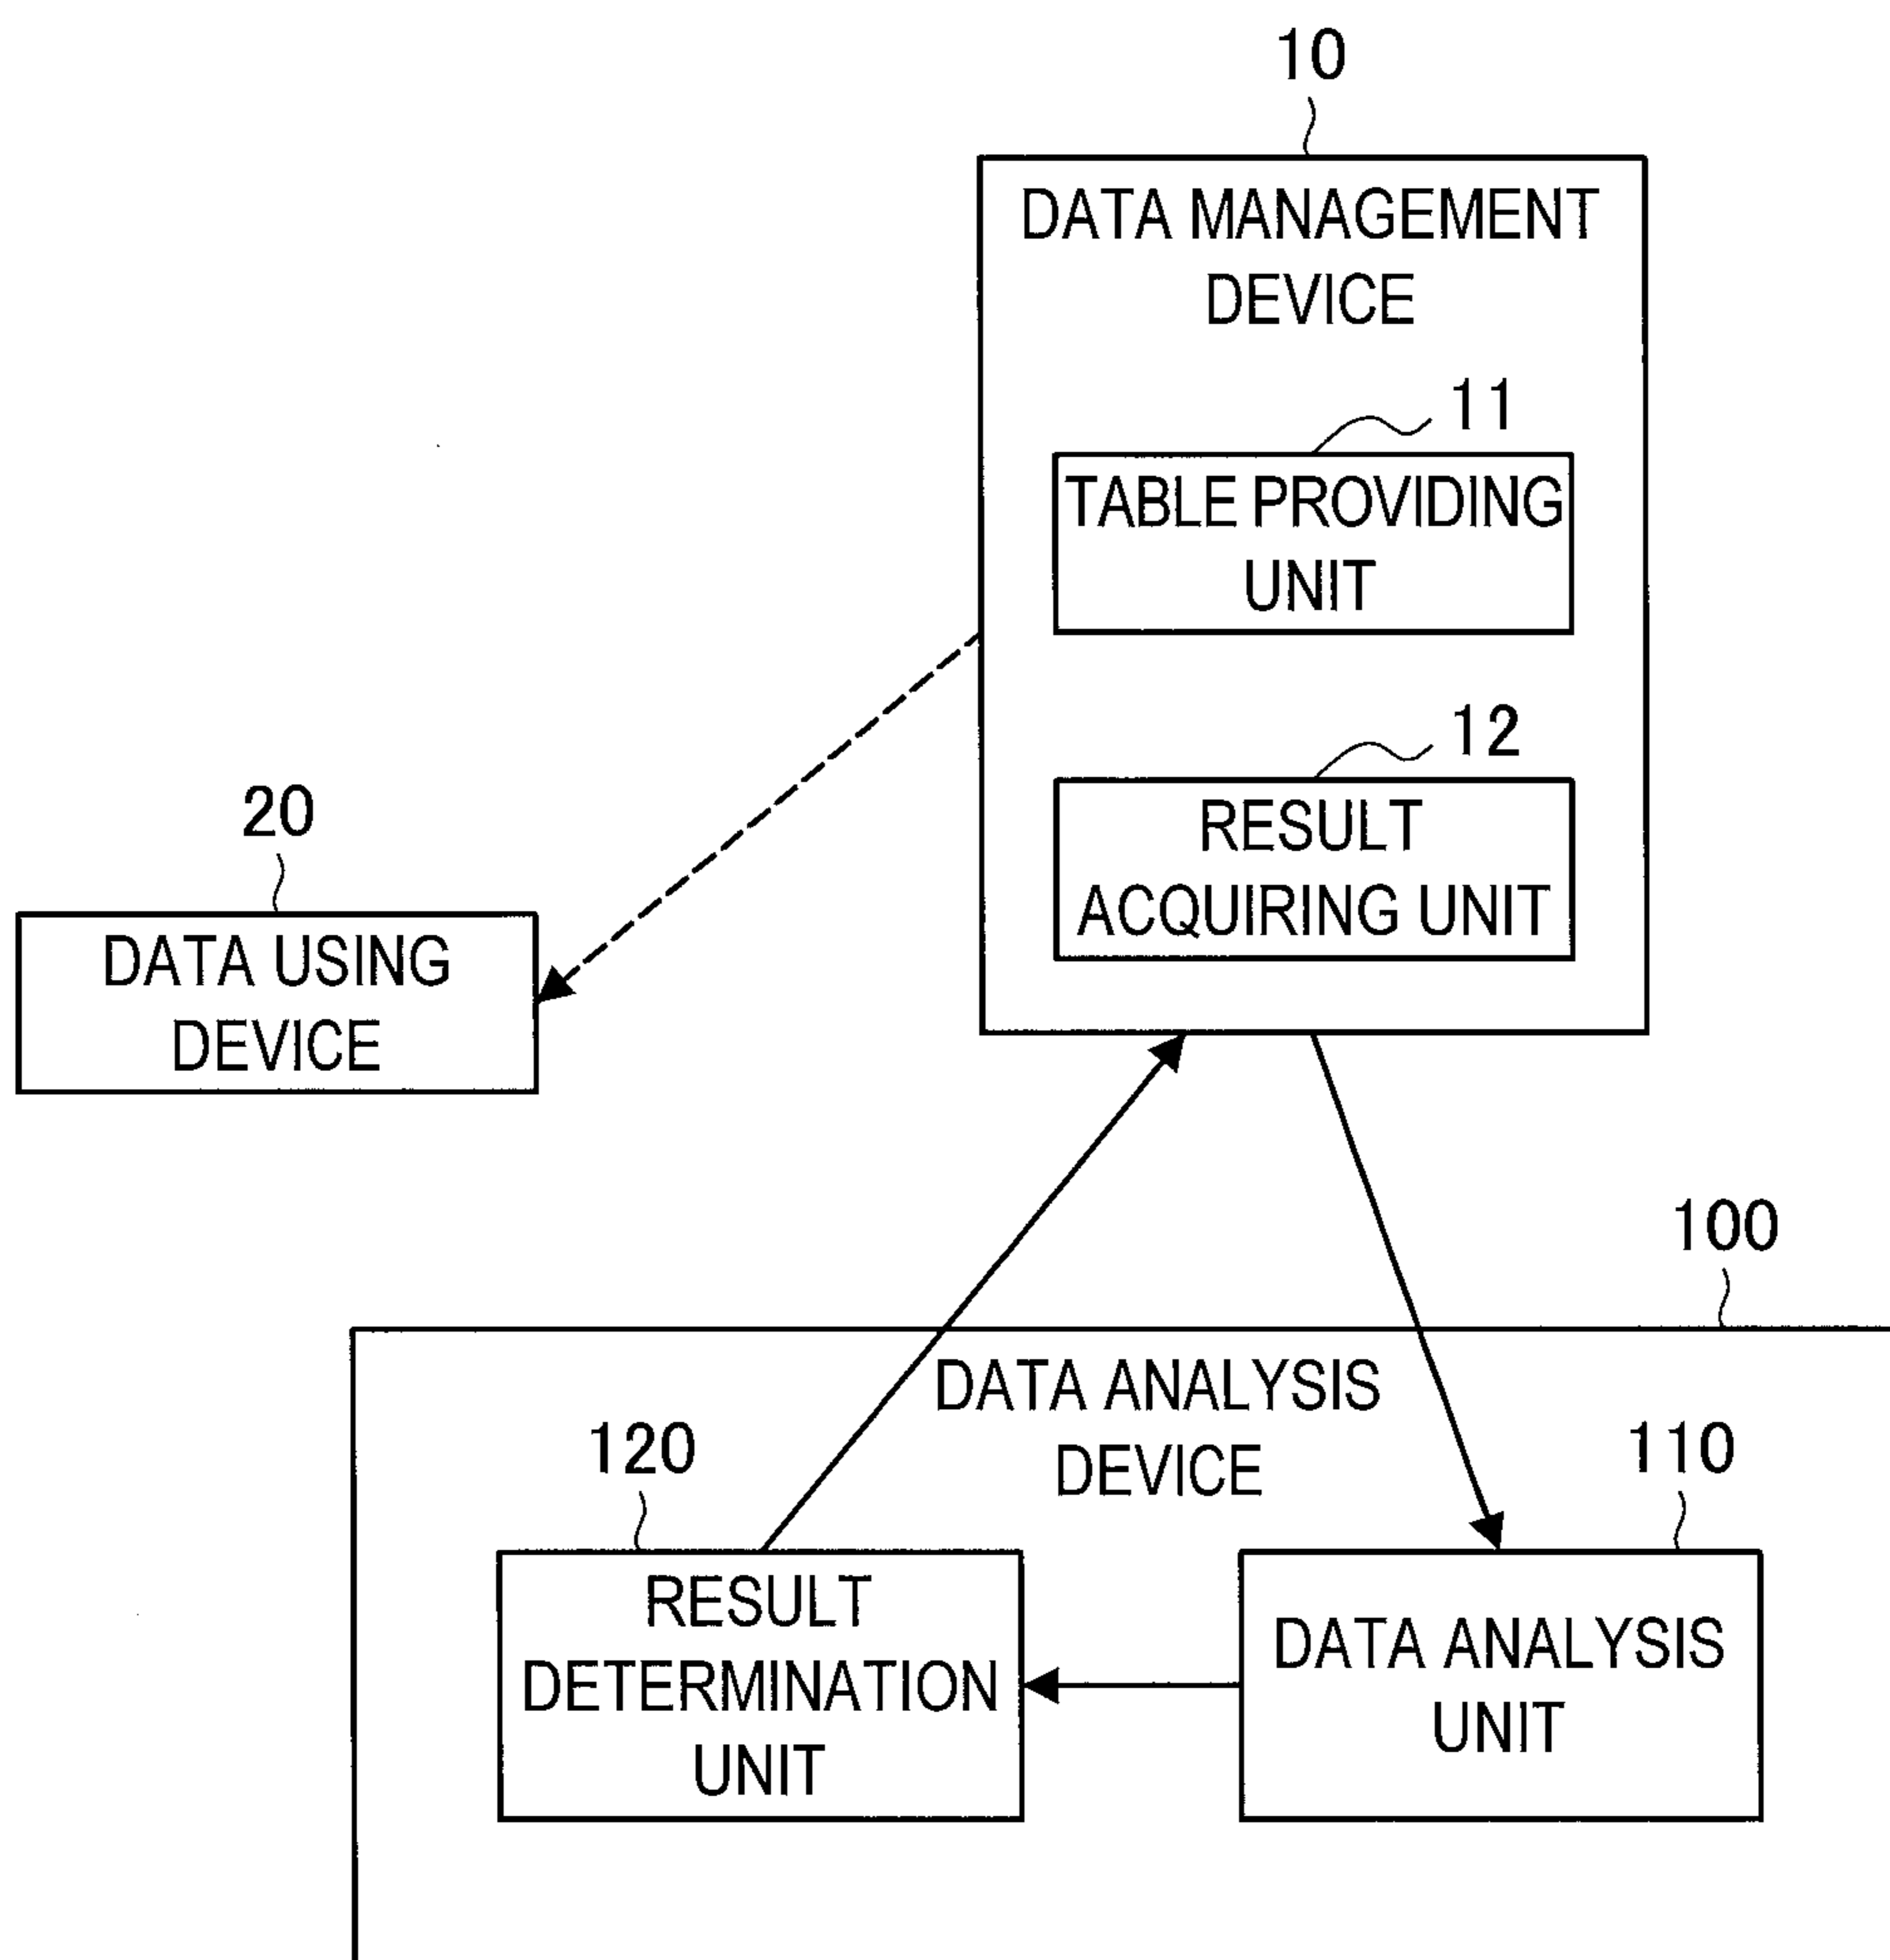 10
DATA MANAGEMENT
DEVICE
11
TABLE PROVIDING
UNIT
12
RESULT
ACQUIRING UNIT
20
DATA USING
DEVICE
100
DATA ANALYSIS
DEVICE
120
RESULT
DETERMINATION
UNIT
110
DATA ANALYSIS
UNIT